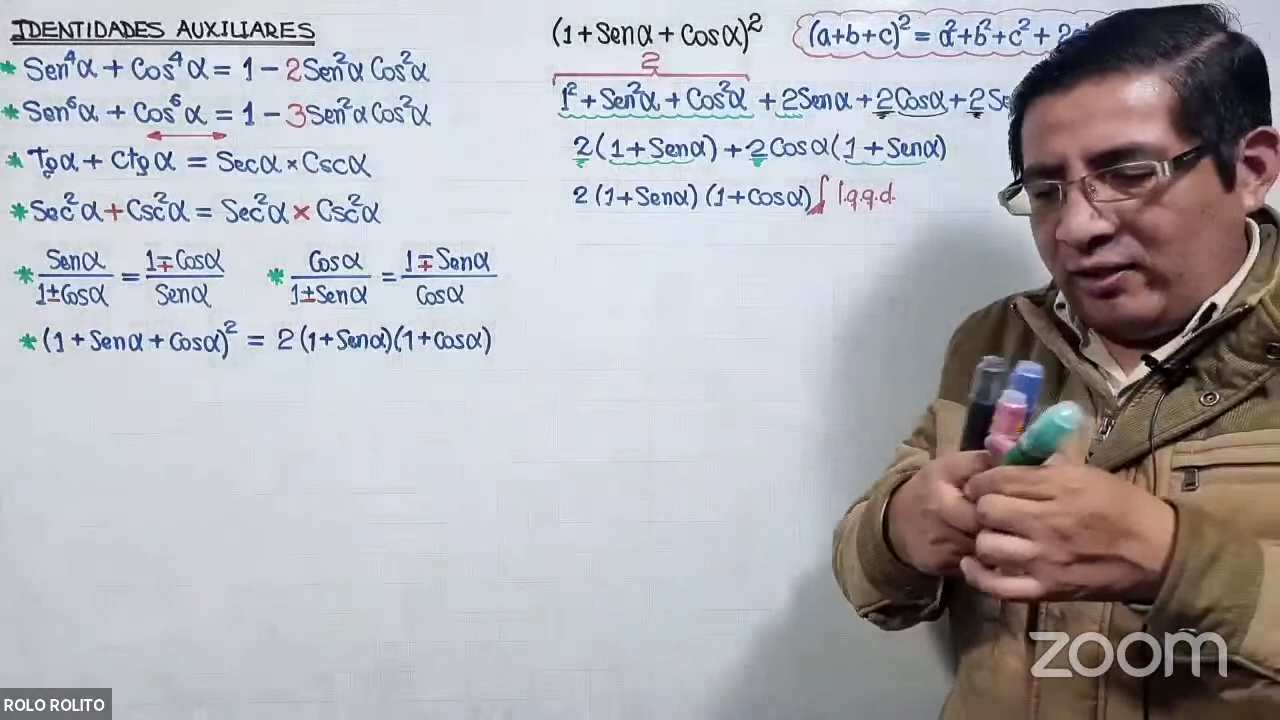 IDENTIDADES AUXILIARES
* Sen⁴α + Cos⁴α = 1 - 2Sen²α Cos²α
* Sen⁶α + Cos⁶α = 1 - 3Sen²α Cos²α
* Tgα + Ctgα = Secα × Cscα
* Sec²α + Csc²α = Sec²α × Csc²α
* Senα/1±Cosα = 1∓Cosα/Senα * Cosα/1±Senα = 1∓Senα/Cosα
* (1+Senα+Cosα)² = 2(1+Senα)(1+Cosα)
(1+Senα+Cosα)² (a+b+c)² = a²+b²+c² +
2
1² + Sen²α + Cos²α + 2Senα + 2Cosα + 2
2(1+Senα) + 2Cosα(1+Senα)
2(1+Senα)(1+Cosα) l.q.q.d.
zoom
ROLO ROLITO